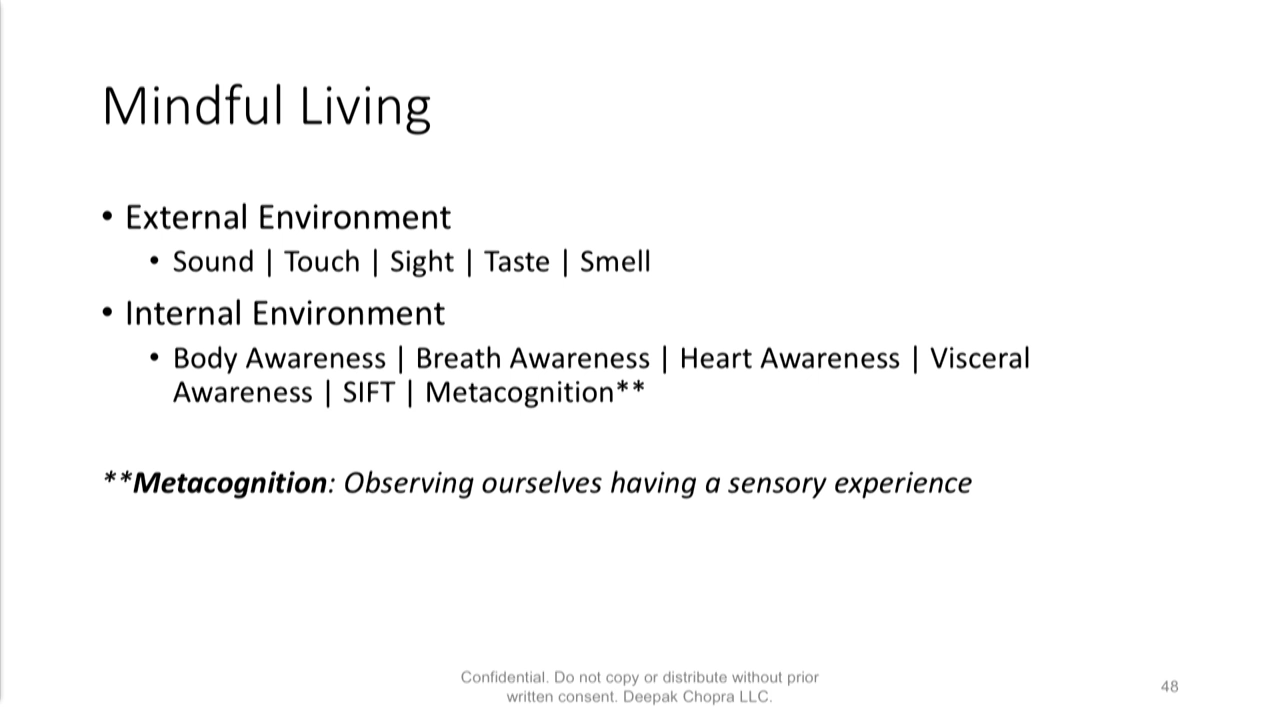 Mindful Living
• External Environment
• Sound | Touch | Sight | Taste | Smell
• Internal Environment
• Body Awareness | Breath Awareness | Heart Awareness | Visceral
Awareness | SIFT | Metacognition**
**Metacognition: Observing ourselves having a sensory experience
Confidential. Do not copy or distribute without prior
written consent. Deepak Chopra LLC.
48